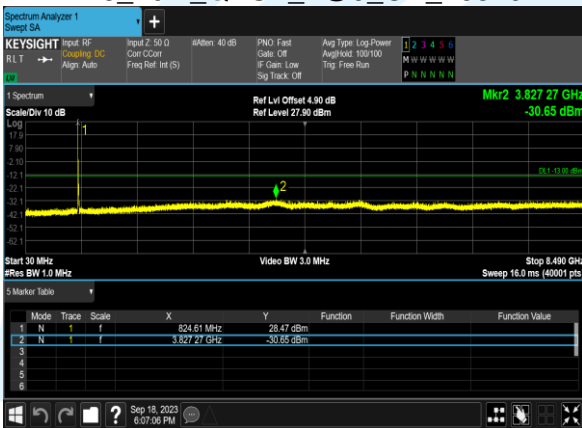 Spectrum Analyzer 1
Swept SA
+
KEYSIGHT Input: RF Input Z: 50 Ω #Atten: 40 dB PNO: Fast Avg Type: Log-Power 1 2 3 4 5 6
RLT Coupling: DC Corr CCorr Gate: Off Avg|Hold: 100/100 M W W W W W
Align: Auto Freq Ref: Int (S) IF Gain: Low Trig: Free Run
Sig Track: Off P N N N N N
LW
1 Spectrum Ref Lvl Offset 4.90 dB Mkr2 3.827 27 GHz
Scale/Div 10 dB Ref Level 27.90 dBm -30.65 dBm
Log
17.9 1
7.90
-2.10
DL1 -13.00 dBm
-12.1
-22.1 2
-32.1
-42.1
-52.1
-62.1
Start 30 MHz Video BW 3.0 MHz Stop 8.490 GHz
#Res BW 1.0 MHz Sweep 16.0 ms (40001 pts)
5 Marker Table
Mode Trace Scale X Y Function Function Width Function Value
1 N 1 f 824.61 MHz 28.47 dBm
2 N 1 f 3.827 27 GHz -30.65 dBm
3
4
5
6
? Sep 18, 2023
6:07:06 PM